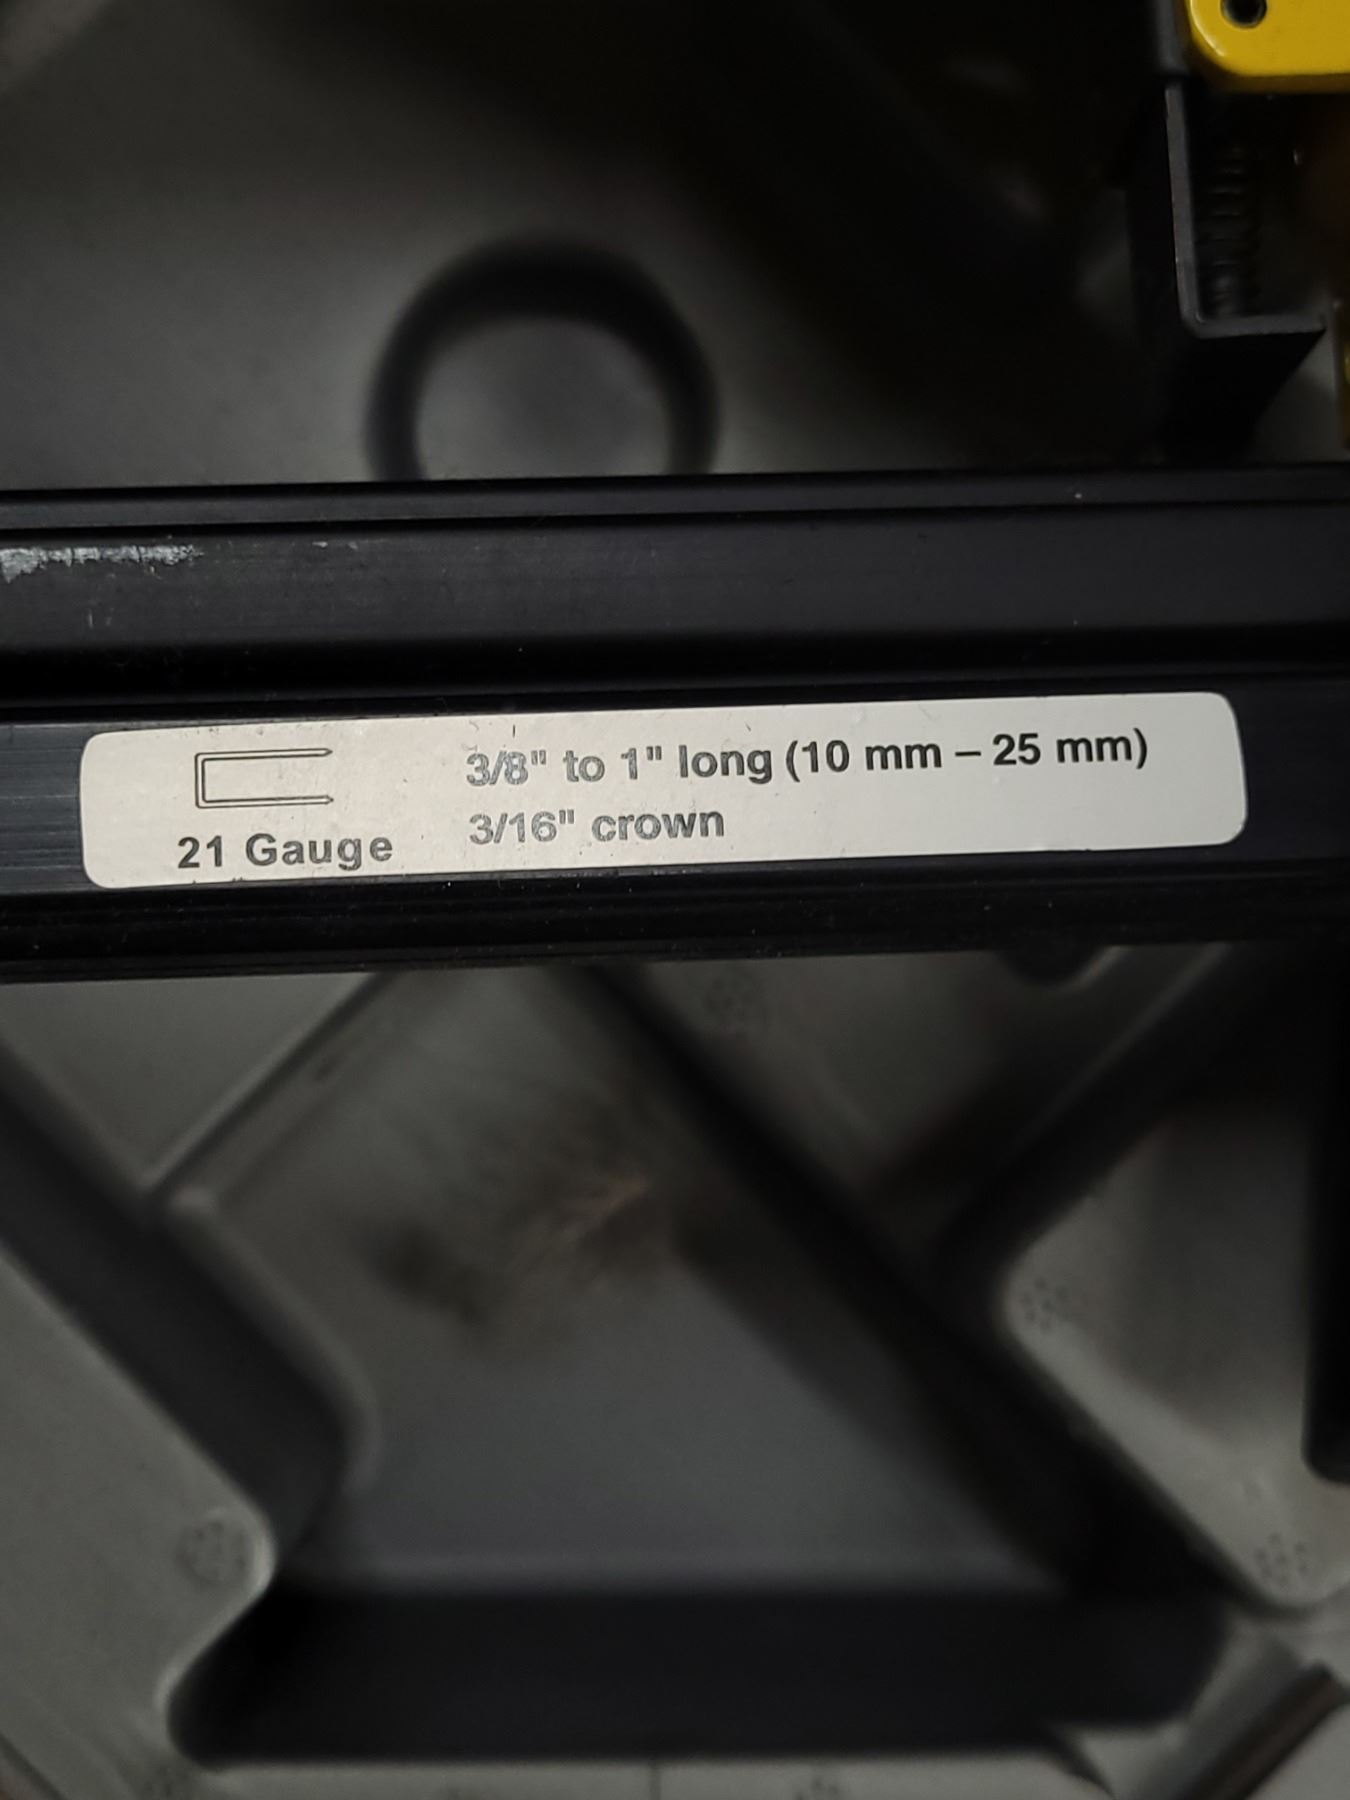 3/8" to 1" long (10 mm – 25 mm)
3/16" crown
21 Gauge